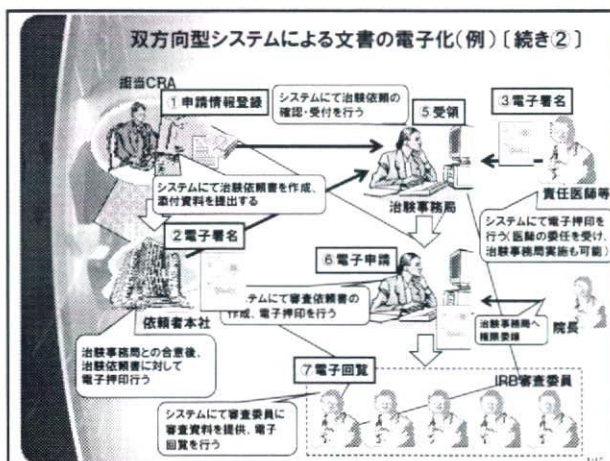 双方向型システムによる文書の電子化(例)〔続き②〕
担当CRA
①申請情報登録
システムにて治験依頼の
確認・受付を行う
⑤受領
③電子署名
システムにて治験依頼書を作成、
添付資料を提出する
治験事務局
責任医師等
②電子署名
システムにて電子押印を
行う(医師の委任を受け、
治験事務局実施も可能)
⑥電子申請
システムにて審査依頼書の
作成、電子押印を行う
依頼者本社
治験事務局へ
権限委嬢
院長
治験事務局との合意後、
治験依頼書に対して
電子押印行う
⑦電子回覧
IRB審査委員
システムにて審査委員に
審査資料を提供、電子
回覧を行う